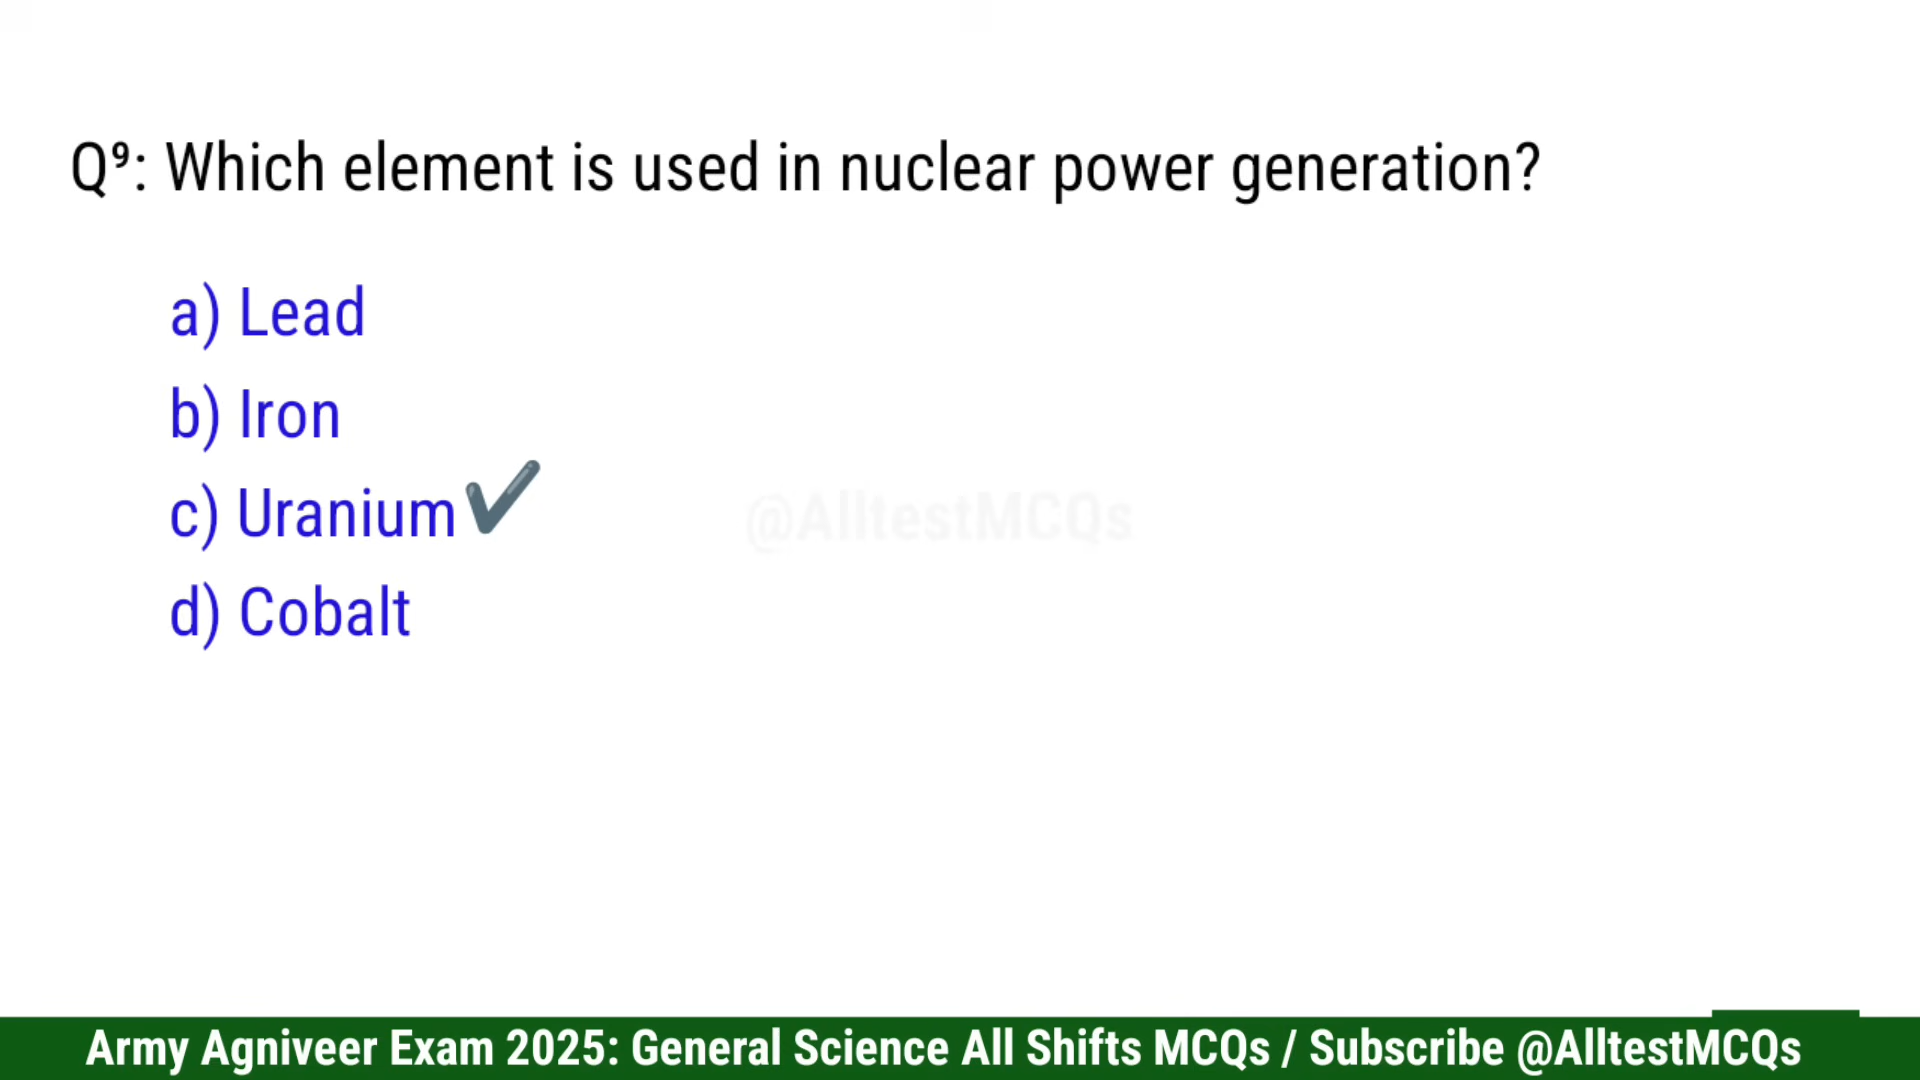 Q⁹: Which element is used in nuclear power generation?
a) Lead
b) Iron
c) Uranium✔
@AlltestMCQs
d) Cobalt
Army Agniveer Exam 2025: General Science All Shifts MCQs / Subscribe @AlltestMCQs